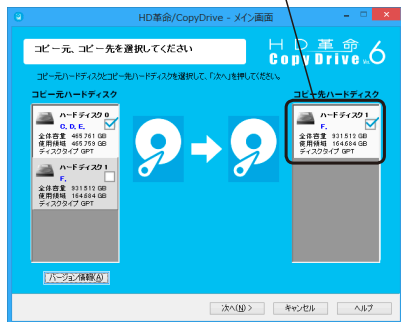 HD革命/CopyDrive - メイン画面
コピー元、コピー先を選択してください
HD革命
Copy Drive Ver.6
コピー元ハードディスクとコピー先ハードディスクを選択して、「次へ」を押してください。
コピー元ハードディスク
コピー先ハードディスク
ハードディスク 0
C, D, E,
全体容量 465.761 GB
使用領域 465.759 GB
ディスクタイプ GPT
ハードディスク 1
F,
全体容量 931.512 GB
使用領域 164.684 GB
ディスクタイプ GPT
ハードディスク 1
F,
全体容量 931.512 GB
使用領域 164.684 GB
ディスクタイプ GPT
バージョン情報(A)
次へ(N) >
キャンセル
ヘルプ